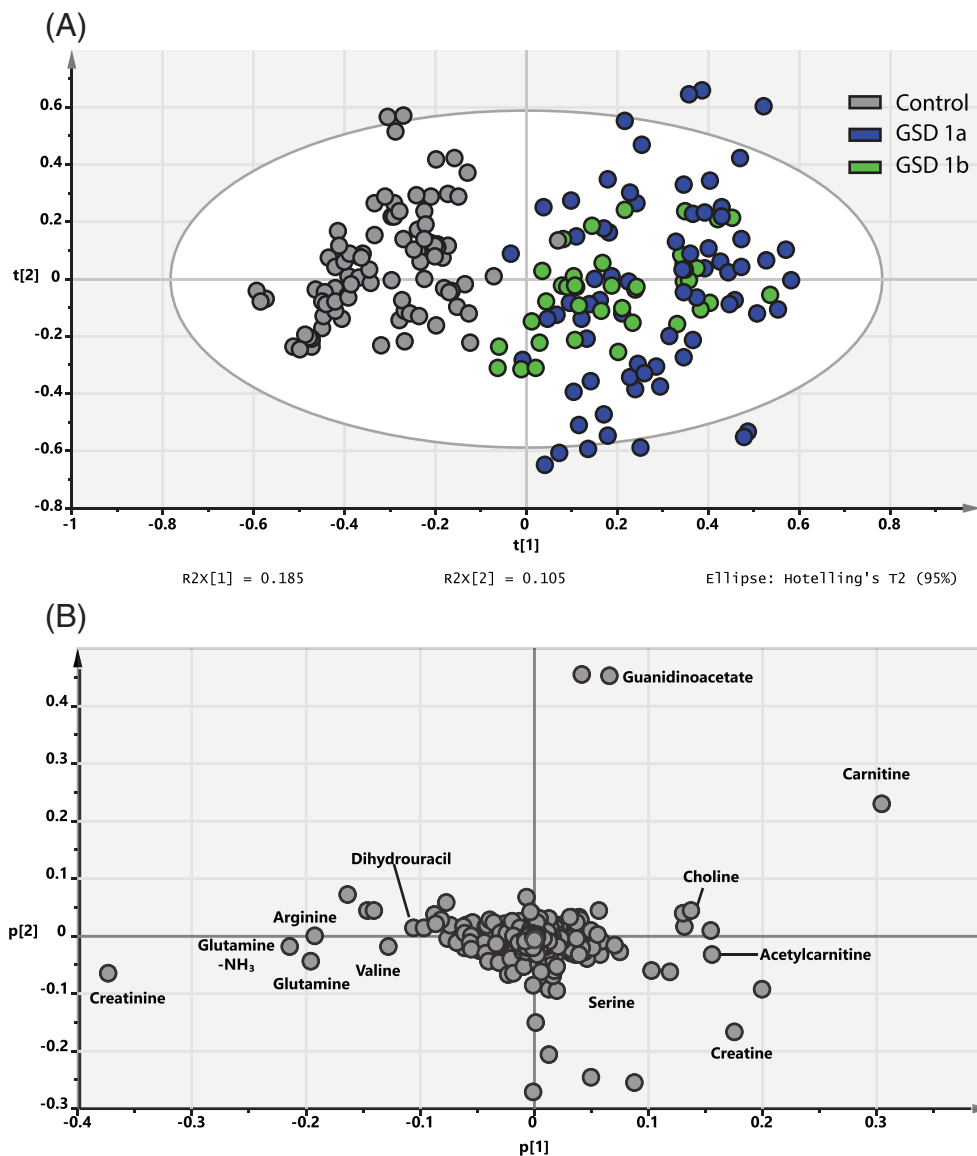 (A)
0.6
0.4
0.2
t[2] 0
-0.2
-0.4
-0.6
-0.8
-1 -0.8 -0.6 -0.4 -0.2 0 0.2 0.4 0.6 0.8
t[1]
Control
GSD 1a
GSD 1b
R2X[1] = 0.185 R2X[2] = 0.105 Ellipse: Hotelling's T2 (95%)
(B)
0.4
0.3
0.2
0.1
p[2] 0
-0.1
-0.2
-0.3
-0.4 -0.3 -0.2 -0.1 0 0.1 0.2 0.3
p[1]
Guanidinoacetate
Carnitine
Dihydrouracil
Choline
Arginine
Glutamine
-NH₃
Glutamine
Valine
Acetylcarnitine
Creatinine
Serine
Creatine